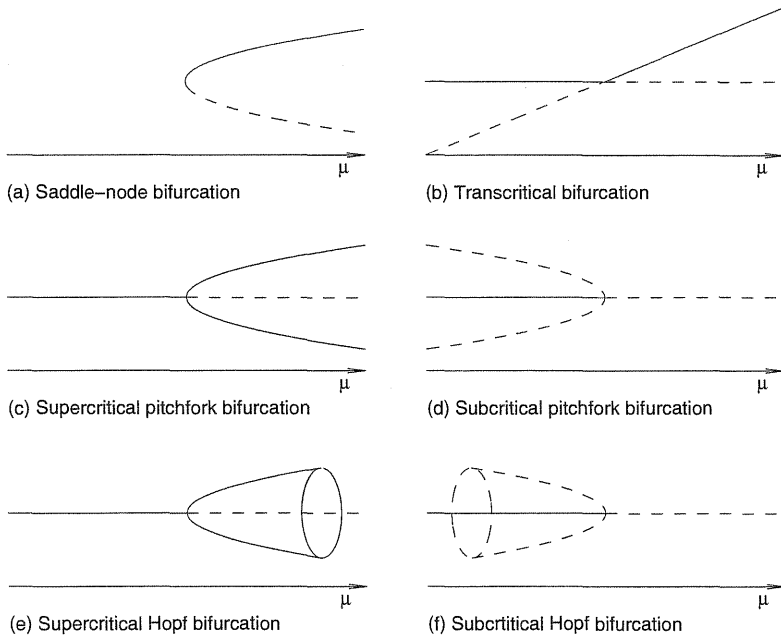 μ
(a) Saddle–node bifurcation
μ
(b) Transcritical bifurcation
μ
(c) Supercritical pitchfork bifurcation
μ
(d) Subcritical pitchfork bifurcation
μ
(e) Supercritical Hopf bifurcation
μ
(f) Subcrtitical Hopf bifurcation